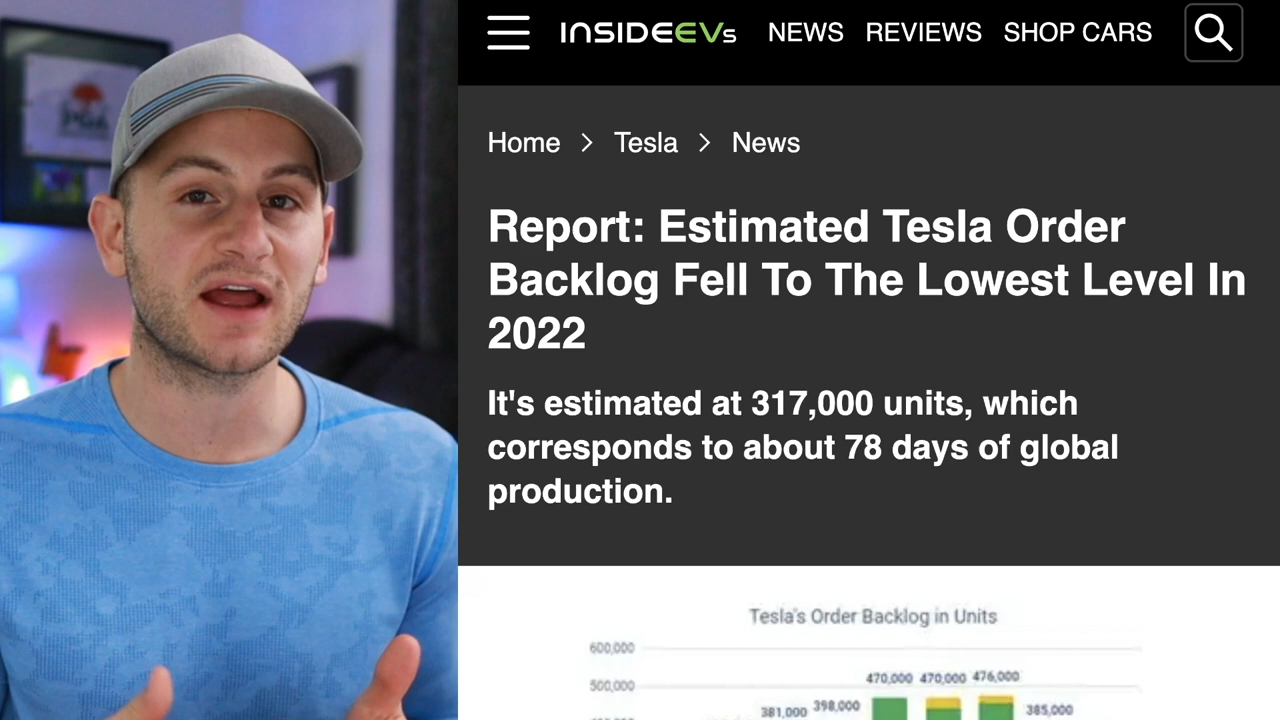 PGA
INSIDEEVs NEWS REVIEWS SHOP CARS
Home > Tesla > News
Report: Estimated Tesla Order
Backlog Fell To The Lowest Level In
2022
It's estimated at 317,000 units, which
corresponds to about 78 days of global
production.
Tesla's Order Backlog in Units
600,000
470,000 470,000 476,000
500,000
381,000 398,000 385,000